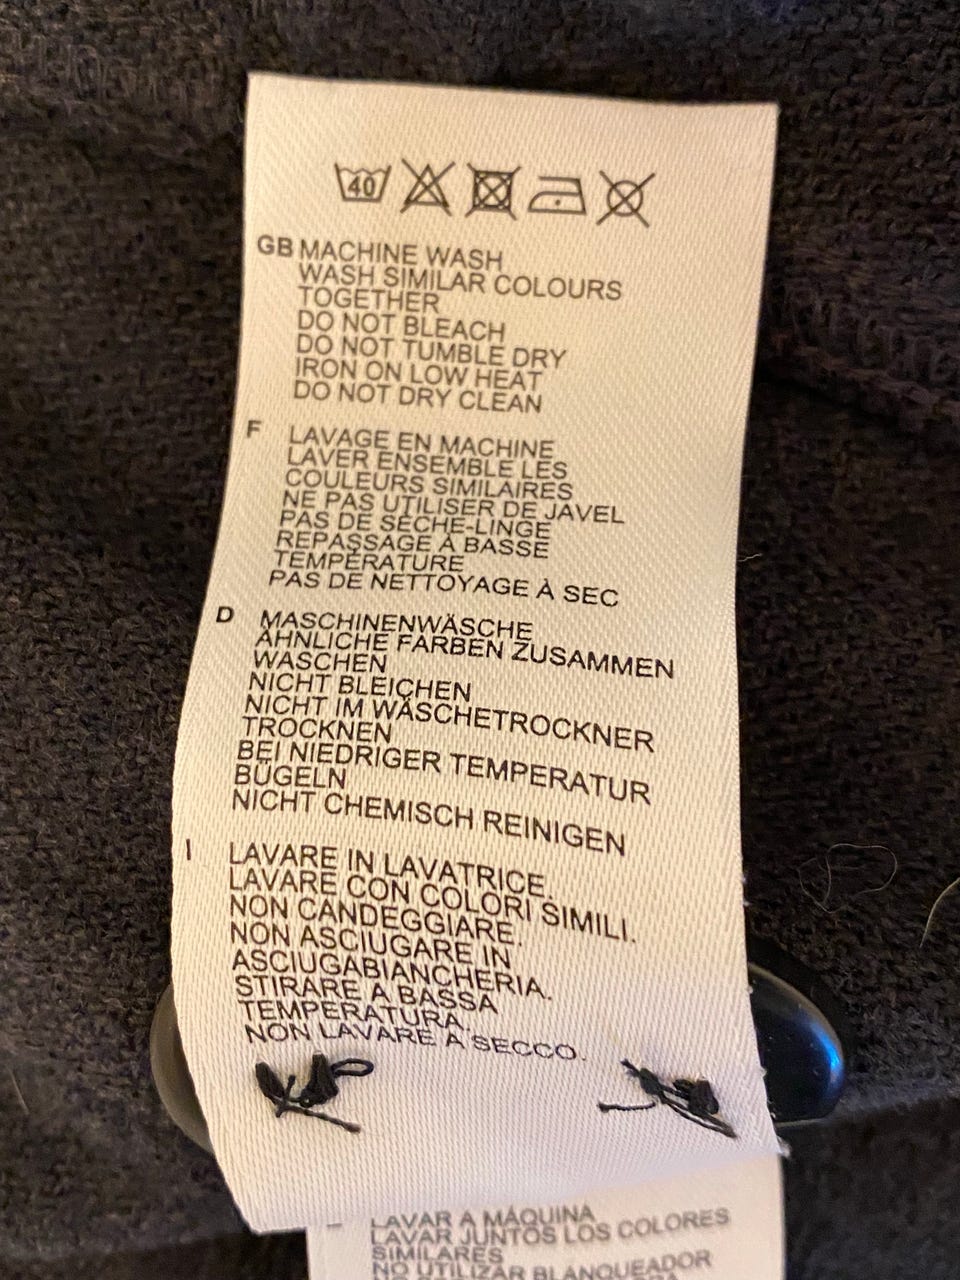 40
GB MACHINE WASH
WASH SIMILAR COLOURS
TOGETHER
DO NOT BLEACH
DO NOT TUMBLE DRY
IRON ON LOW HEAT
DO NOT DRY CLEAN
F LAVAGE EN MACHINE
LAVER ENSEMBLE LES
COULEURS SIMILAIRES
NE PAS UTILISER DE JAVEL
PAS DE SÈCHE-LINGE
REPASSAGE À BASSE
TEMPÉRATURE
PAS DE NETTOYAGE À SEC
D MASCHINENWÄSCHE
ÄHNLICHE FARBEN ZUSAMMEN
WASCHEN
NICHT BLEICHEN
NICHT IM WÄSCHETROCKNER
TROCKNEN
BEI NIEDRIGER TEMPERATUR
BÜGELN
NICHT CHEMISCH REINIGEN
I LAVARE IN LAVATRICE.
LAVARE CON COLORI SIMILI.
NON CANDEGGIARE.
NON ASCIUGARE IN
ASCIUGABIANCHERIA.
STIRARE A BASSA
TEMPERATURA.
NON LAVARE A SECCO.
LAVAR A MÁQUINA
LAVAR JUNTOS LOS COLORES
SIMILARES
NO UTILIZAR BLANQUEADOR